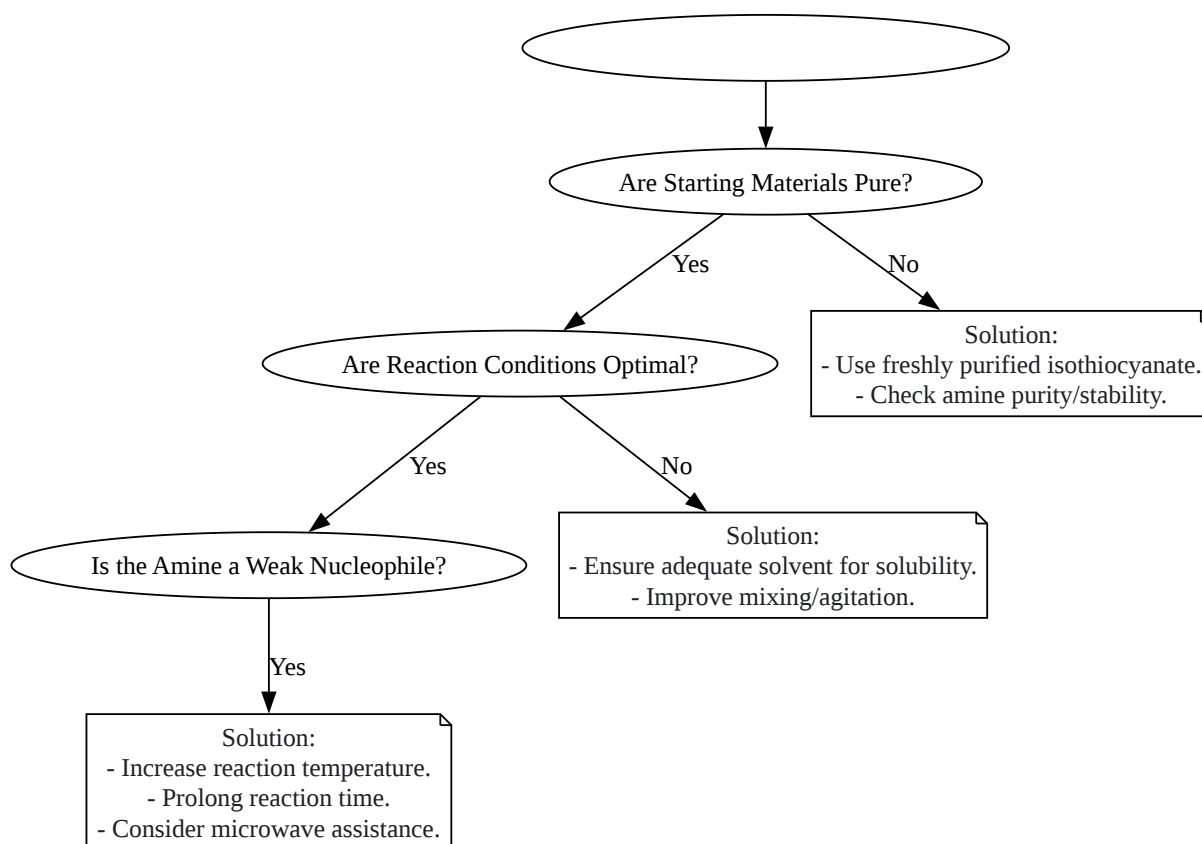 Are Starting Materials Pure?
Yes
No
Solution:
- Use freshly purified isothiocyanate.
- Check amine purity/stability.
Are Reaction Conditions Optimal?
Yes
No
Solution:
- Ensure adequate solvent for solubility.
- Improve mixing/agitation.
Is the Amine a Weak Nucleophile?
Yes
Solution:
- Increase reaction temperature.
- Prolong reaction time.
- Consider microwave assistance.